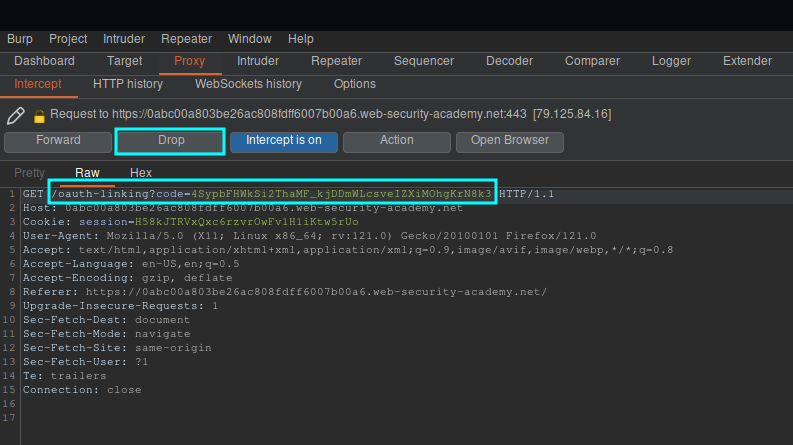 Burp Project Intruder Repeater Window Help
Dashboard Target Proxy Intruder Repeater Sequencer Decoder Comparer Logger Extender
Intercept HTTP history WebSockets history Options
Request to https://0abc00a803be26ac808fdff6007b00a6.web-security-academy.net:443 [79.125.84.16]
Forward Drop Intercept is on Action Open Browser
Pretty Raw Hex
1 GET /oauth-linking?code=4SypbFHWkSi2ThaMF_kjDDmWLcsveIZXiMOhgKrN8k3 HTTP/1.1
2 Host: 0abc00a803be26ac808fdff6007b00a6.web-security-academy.net
3 Cookie: session=H58kJTRVxQxc6rzvrOwFv1H1iKtw5rUo
4 User-Agent: Mozilla/5.0 (X11; Linux x86_64; rv:121.0) Gecko/20100101 Firefox/121.0
5 Accept: text/html,application/xhtml+xml,application/xml;q=0.9,image/avif,image/webp,*/*;q=0.8
6 Accept-Language: en-US,en;q=0.5
7 Accept-Encoding: gzip, deflate
8 Referer: https://0abc00a803be26ac808fdff6007b00a6.web-security-academy.net/
9 Upgrade-Insecure-Requests: 1
10 Sec-Fetch-Dest: document
11 Sec-Fetch-Mode: navigate
12 Sec-Fetch-Site: same-origin
13 Sec-Fetch-User: ?1
14 Te: trailers
15 Connection: close
16
17